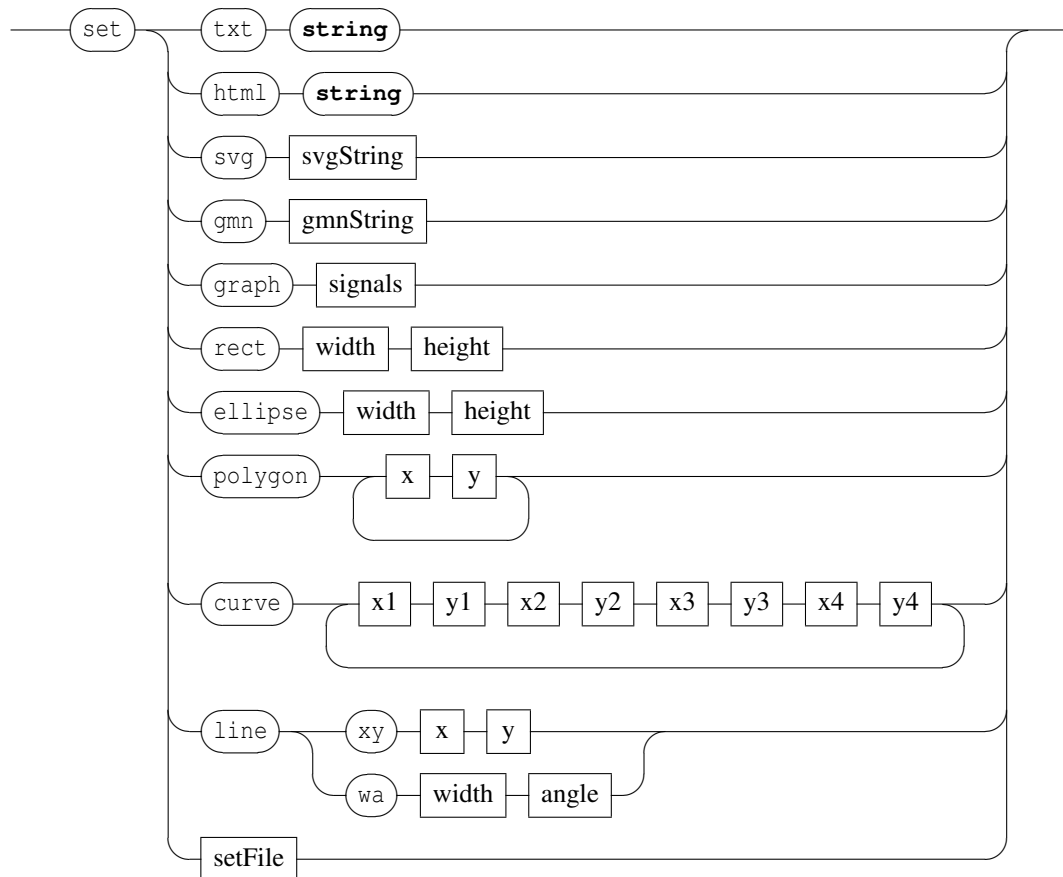 set txt string
html string
svg svgString
gmn gmnString
graph signals
rect width height
ellipse width height
polygon x y
curve x1 y1 x2 y2 x3 y3 x4 y4
line xy x y
wa width angle
setFile